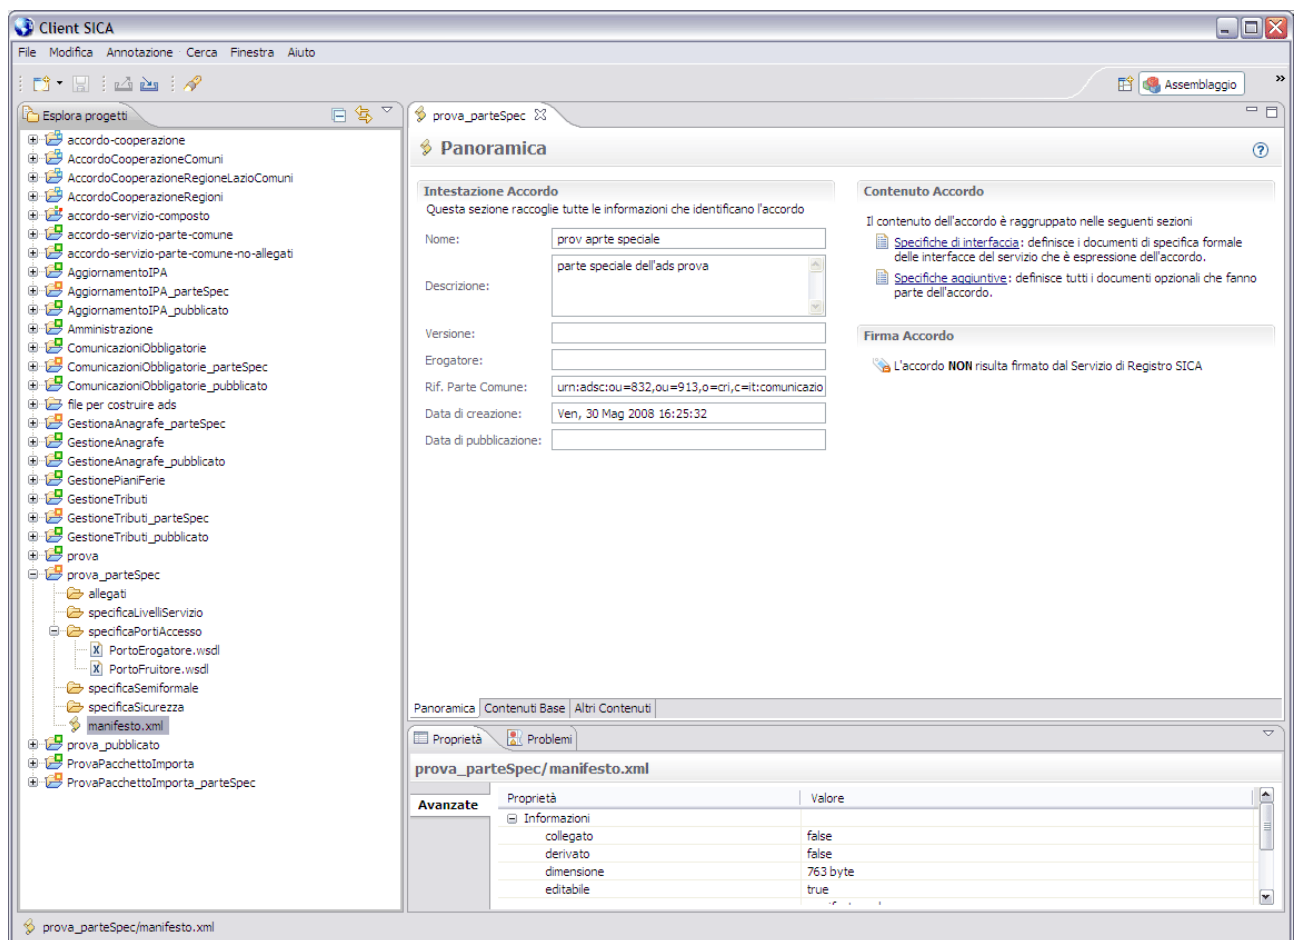 Client SICA
File Modifica Annotazione Cerca Finestra Aiuto
Assemblaggio
»
Esplora progetti
accordo-cooperazione
AccordoCooperazioneComuni
AccordoCooperazioneRegioneLazioComuni
AccordoCooperazioneRegioni
accordo-servizio-composto
accordo-servizio-parte-comune
accordo-servizio-parte-comune-no-allegati
AggiornamentoIPA
AggiornamentoIPA_parteSpec
AggiornamentoIPA_pubblicato
Amministrazione
ComunicazioniObbligatorie
ComunicazioniObbligatorie_parteSpec
ComunicazioniObbligatorie_pubblicato
file per costruire ads
GestionaAnagrafe_parteSpec
GestioneAnagrafe
GestioneAnagrafe_pubblicato
GestionePianiFerie
GestioneTributi
GestioneTributi_parteSpec
GestioneTributi_pubblicato
prova
prova_parteSpec
allegati
specificaLivelliServizio
specificaPortiAccesso
PortoErogatore.wsdl
PortoFruitore.wsdl
specificaSemiformale
specificaSicurezza
manifesto.xml
prova_pubblicato
ProvaPacchettoImporta
ProvaPacchettoImporta_parteSpec
prova_parteSpec
Panoramica
Intestazione Accordo
Questa sezione raccoglie tutte le informazioni che identificano l'accordo
Nome: prov aprte speciale
Descrizione: parte speciale dell'ads prova
Versione:
Erogatore:
Rif. Parte Comune: urn:adsc:ou=832,ou=913,o=cri,c=it:comunicazio
Data di creazione: Ven, 30 Mag 2008 16:25:32
Data di pubblicazione:
Contenuto Accordo
Il contenuto dell'accordo è raggruppato nelle seguenti sezioni
Specifiche di interfaccia: definisce i documenti di specifica formale
delle interfacce del servizio che è espressione dell'accordo.
Specifiche aggiuntive: definisce tutti i documenti opzionali che fanno
parte dell'accordo.
Firma Accordo
L'accordo NON risulta firmato dal Servizio di Registro SICA
Panoramica Contenuti Base Altri Contenuti
Proprietà Problemi
prova_parteSpec/manifesto.xml
Avanzate
Proprietà Valore
Informazioni
collegato false
derivato false
dimensione 763 byte
editabile true
prova_parteSpec/manifesto.xml